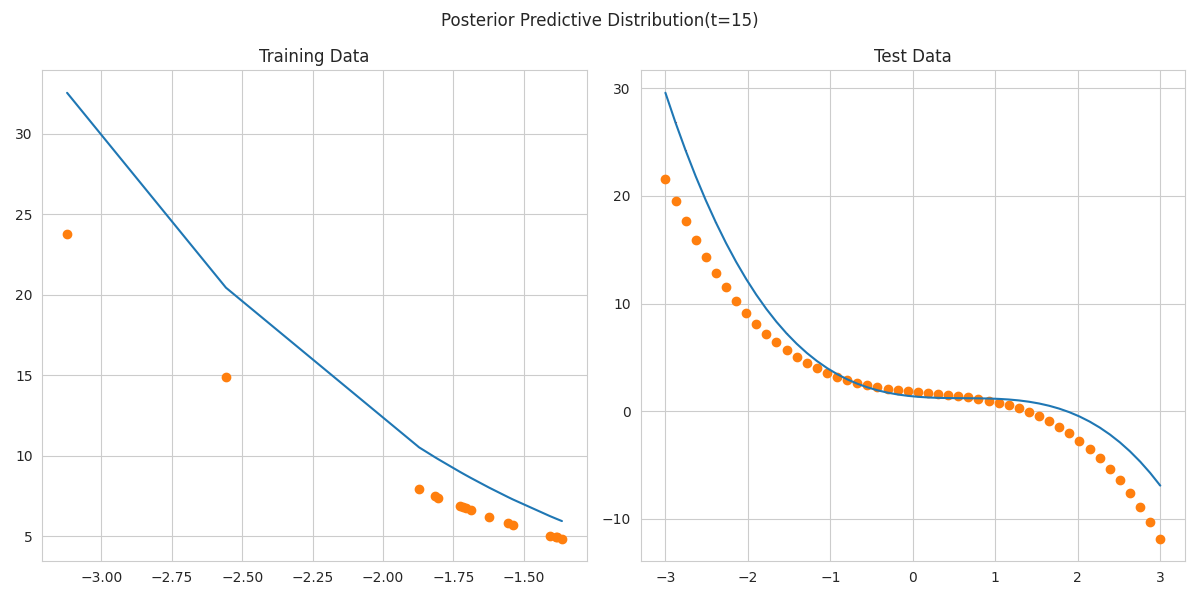 Posterior Predictive Distribution(t=15)
Training Data
Test Data
30
25
20
15
10
5
−3.00 −2.75 −2.50 −2.25 −2.00 −1.75 −1.50
30
20
10
0
−10
−3 −2 −1 0 1 2 3